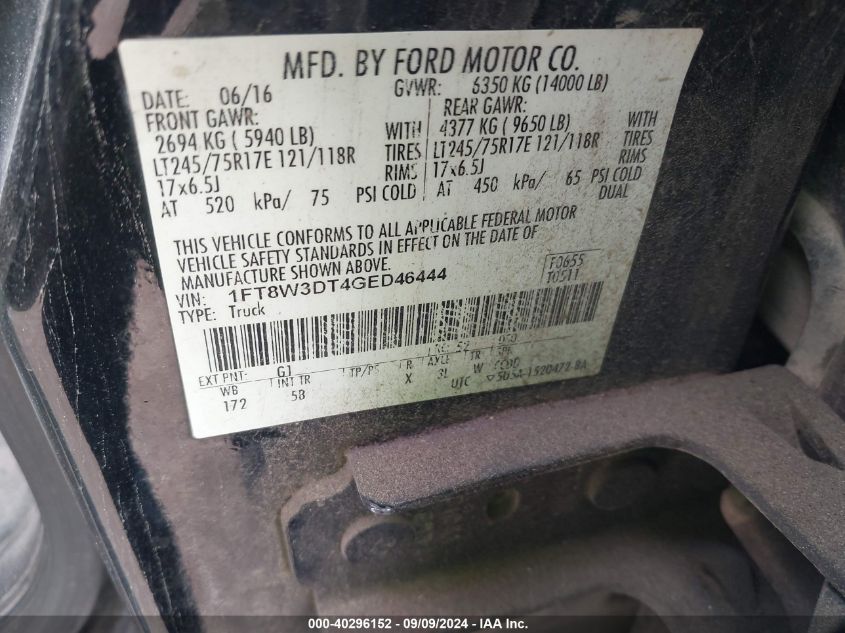 MFD. BY FORD MOTOR CO.
DATE: 06/16 GVWR: 6350 KG (14000 LB)
FRONT GAWR: REAR GAWR:
2694 KG ( 5940 LB) WITH 4377 KG ( 9650 LB) WITH
LT245/75R17E 121/118R TIRES LT245/75R17E 121/118R TIRES
17x6.5J RIMS 17x6.5J RIMS
AT 520 kPa/ 75 PSI COLD AT 450 kPa/ 65 PSI COLD
DUAL
THIS VEHICLE CONFORMS TO ALL APPLICABLE FEDERAL MOTOR
VEHICLE SAFETY STANDARDS IN EFFECT ON THE DATE OF
MANUFACTURE SHOWN ABOVE.
T0655
VIN: 1FT8W3DT4GED46444 T0511
TYPE: Truck
EXT PNT: G1
WB INT TR TP/PS R AXLE TR
172 5B X 3L W
UTC
000-40296152 - 09/09/2024 - IAA Inc.